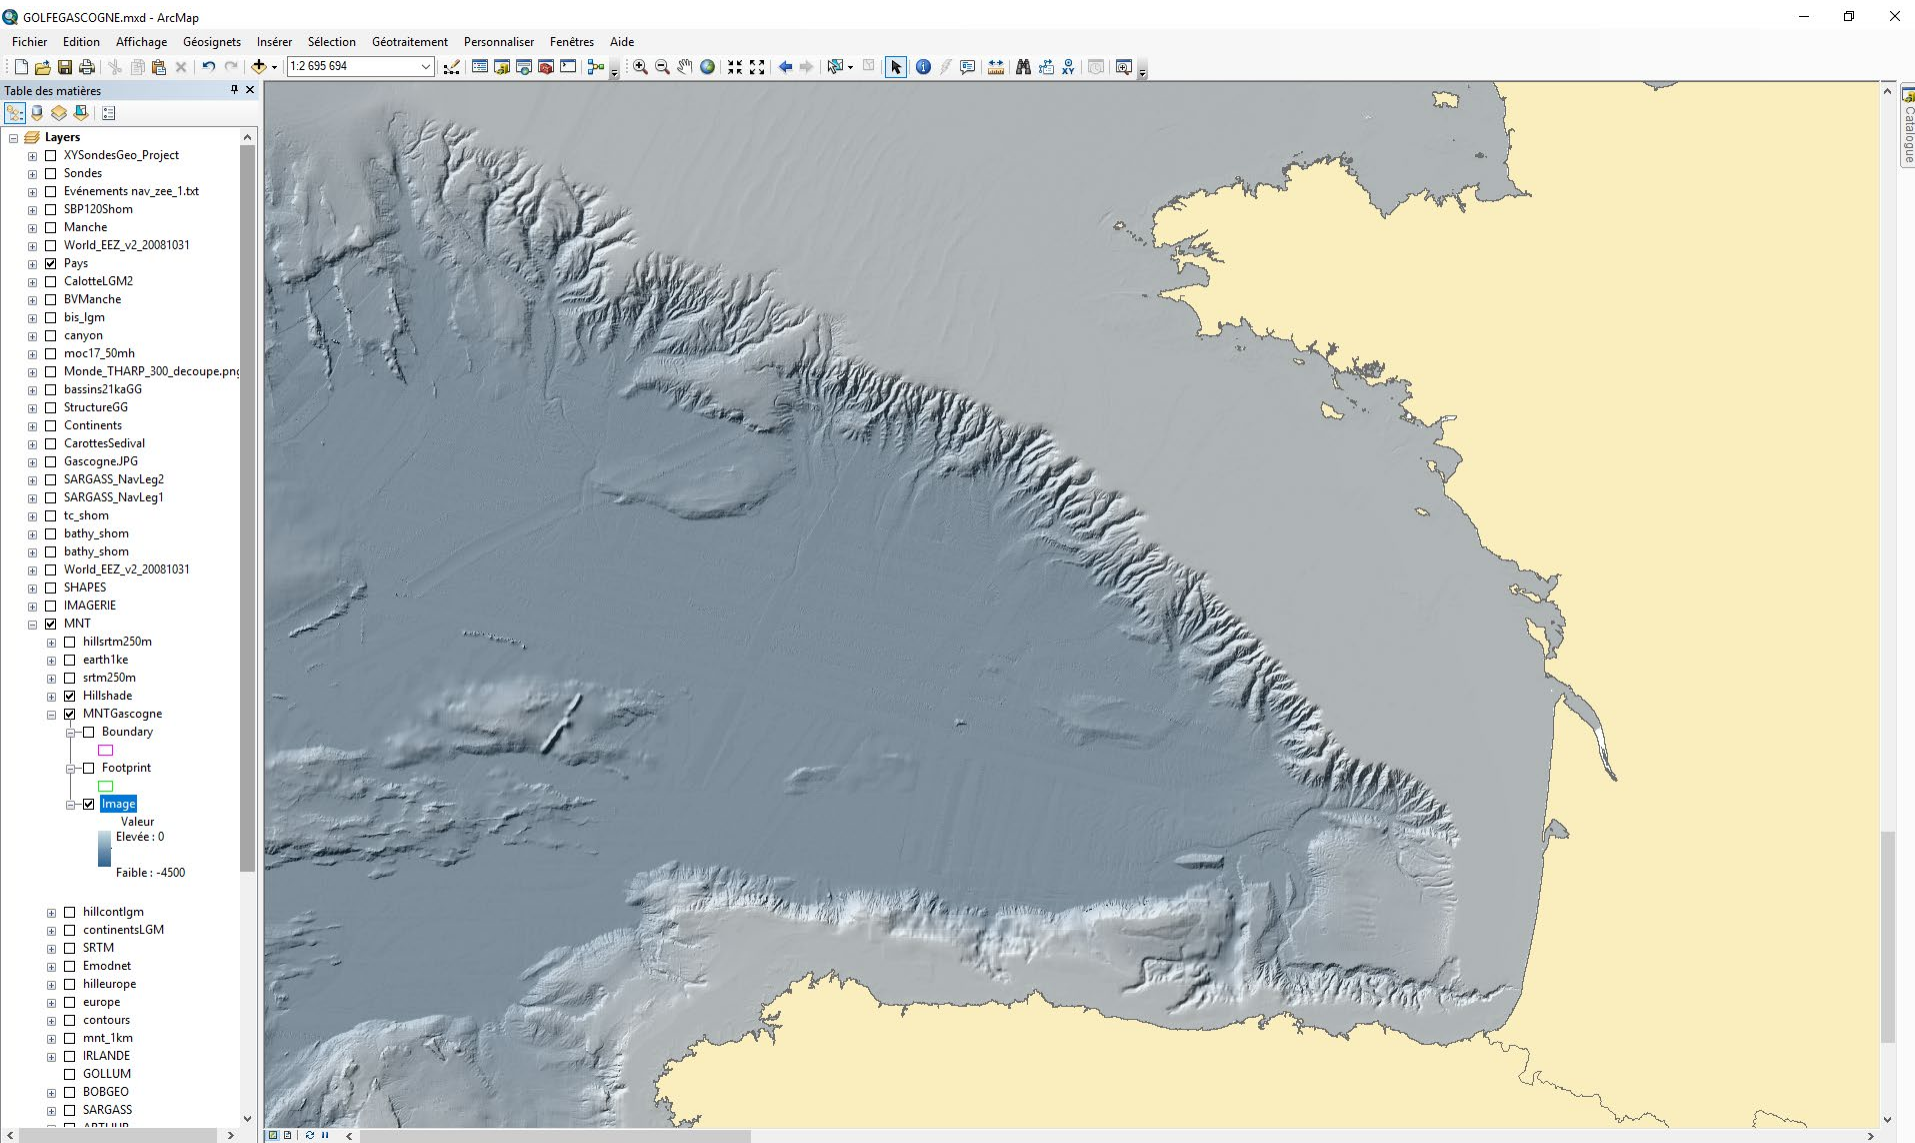 GOLFEGASCOGNE.mxd - ArcMap
Fichier Edition Affichage Géosignets Insérer Sélection Géotraitement Personnaliser Fenêtres Aide
1:2 695 694
Table des matières
Catalogue
Layers
XYSondesGeo_Project
Sondes
Evénements nav_zee_1.txt
SBP120Shom
Manche
World_EEZ_v2_20081031
Pays
CalotteLGM2
BVManche
bis_lgm
canyon
moc17_50mh
Monde_THARP_300_decoupe.png
bassins21kaGG
StructureGG
Continents
CarottesSedival
Gascogne.JPG
SARGASS_NavLeg2
SARGASS_NavLeg1
tc_shom
bathy_shom
bathy_shom
World_EEZ_v2_20081031
SHAPES
IMAGERIE
MNT
hillsrtm250m
earth1ke
srtm250m
Hillshade
MNTGascogne
Boundary
Footprint
Image
Valeur
Elevée : 0
Faible : -4500
hillcontlgm
continentsLGM
SRTM
Emodnet
hilleurope
europe
contours
mnt_1km
IRLANDE
GOLLUM
BOBGEO
SARGASS